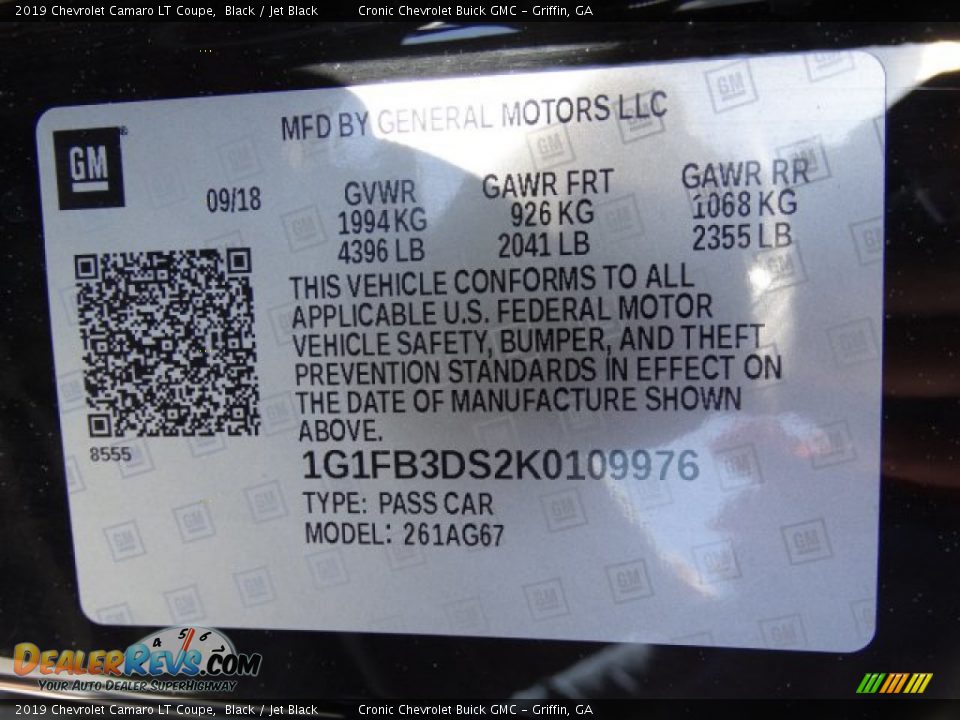 2019 Chevrolet Camaro LT Coupe, Black / Jet Black Cronic Chevrolet Buick GMC - Griffin, GA
MFD BY GENERAL MOTORS LLC
GM
09/18
GVWR GAWR FRT GAWR RR
1994 KG 926 KG 1068 KG
4396 LB 2041 LB 2355 LB
THIS VEHICLE CONFORMS TO ALL
APPLICABLE U.S. FEDERAL MOTOR
VEHICLE SAFETY, BUMPER, AND THEFT
PREVENTION STANDARDS IN EFFECT ON
THE DATE OF MANUFACTURE SHOWN
ABOVE.
8555
1G1FB3DS2K0109976
TYPE: PASS CAR
MODEL: 261AG67
4 5 6
DEALERREVS.COM
YOUR AUTO DEALER SUPERHIGHWAY
2019 Chevrolet Camaro LT Coupe, Black / Jet Black Cronic Chevrolet Buick GMC - Griffin, GA